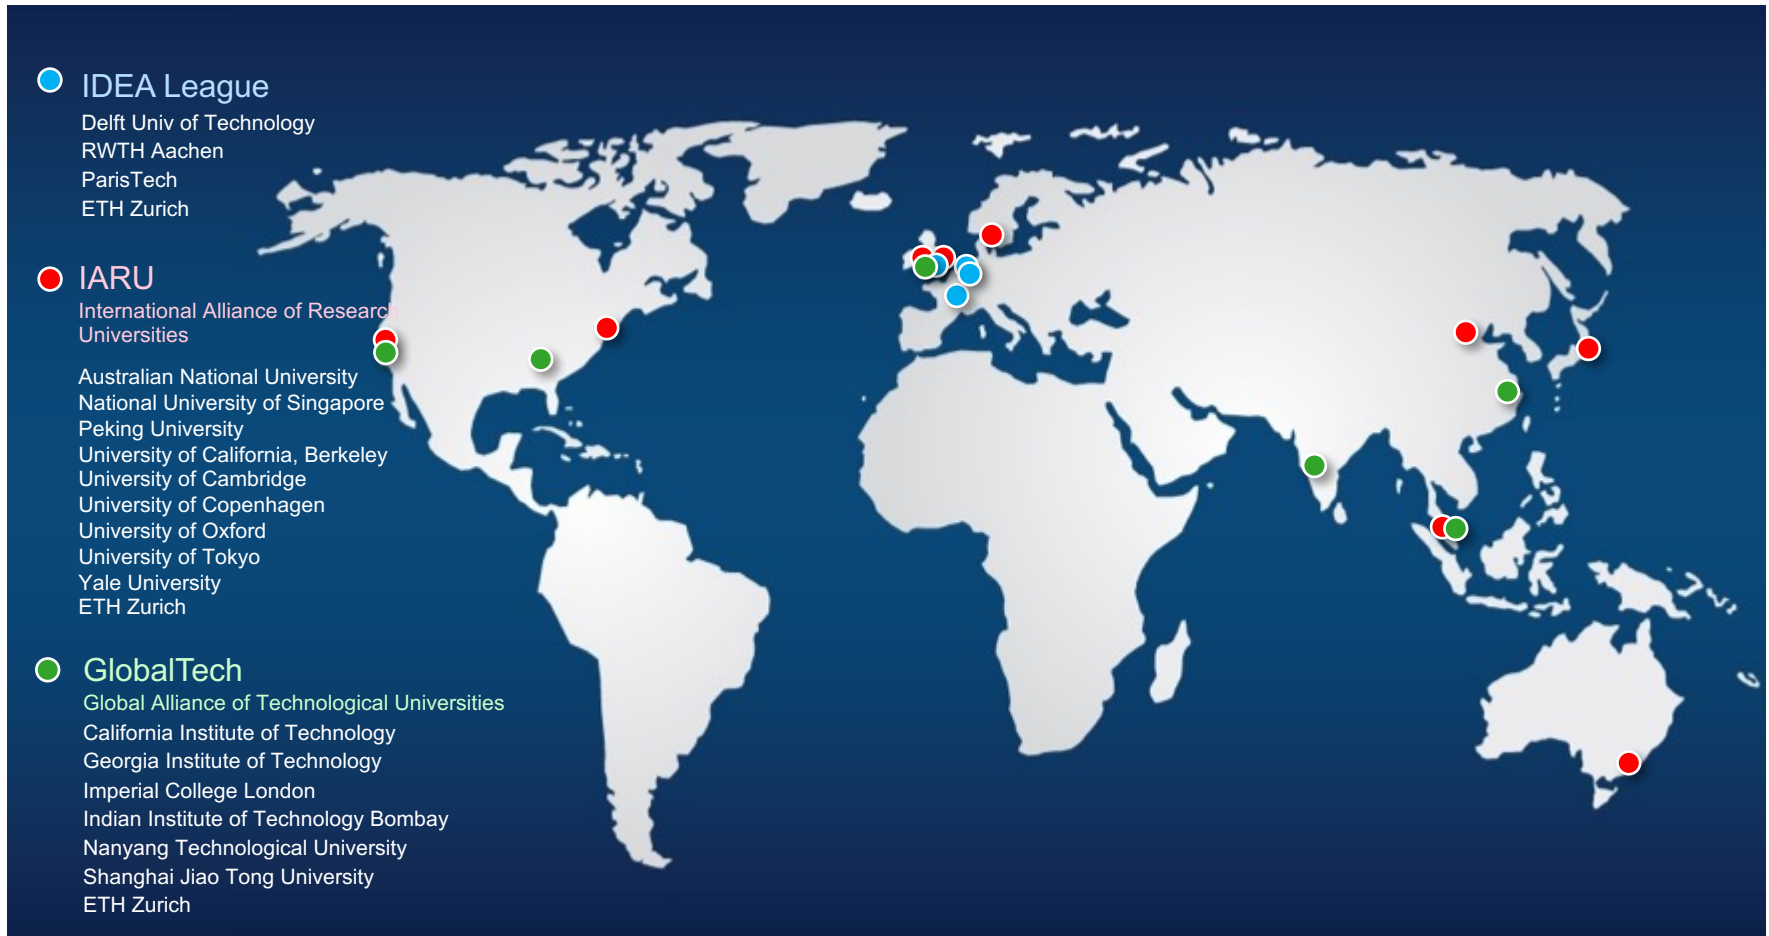 IDEA League
Delft Univ of Technology
RWTH Aachen
ParisTech
ETH Zurich
IARU
International Alliance of Research
Universities
Australian National University
National University of Singapore
Peking University
University of California, Berkeley
University of Cambridge
University of Copenhagen
University of Oxford
University of Tokyo
Yale University
ETH Zurich
GlobalTech
Global Alliance of Technological Universities
California Institute of Technology
Georgia Institute of Technology
Imperial College London
Indian Institute of Technology Bombay
Nanyang Technological University
Shanghai Jiao Tong University
ETH Zurich